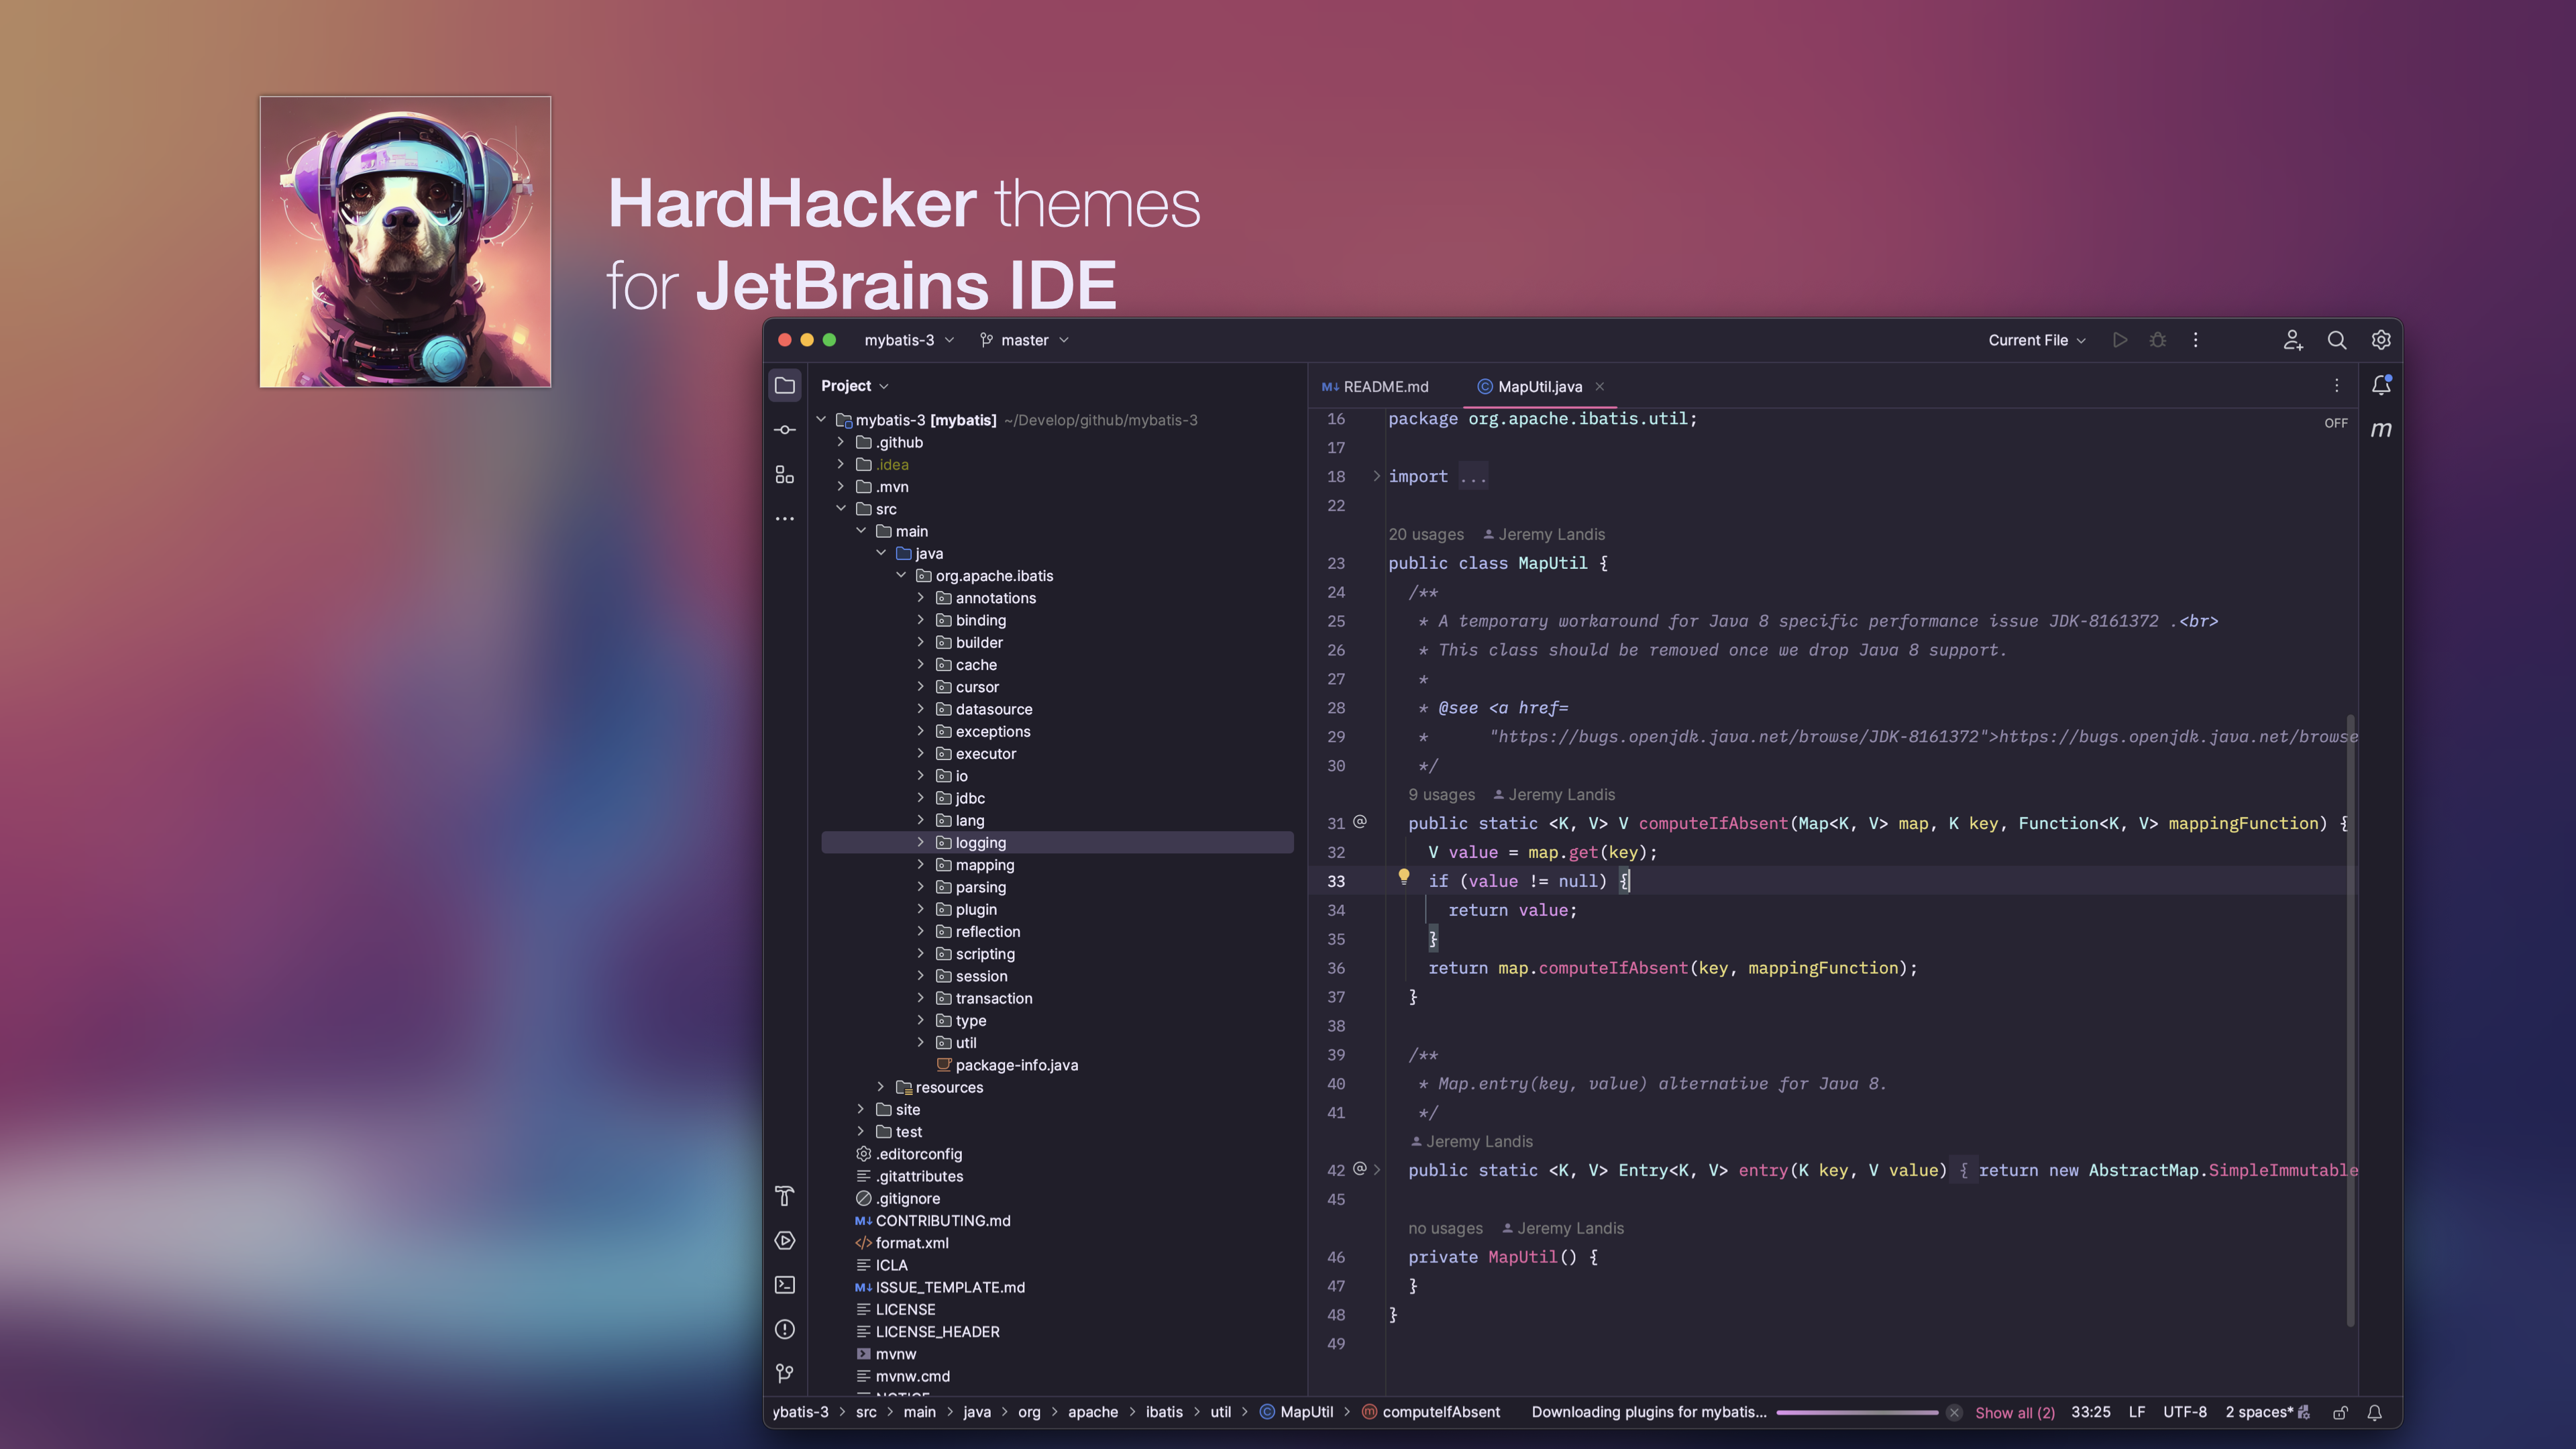 HardHacker themes
for JetBrains IDE
mybatis-3
master
Current File
Project
mybatis-3 [mybatis] ~/Develop/github/mybatis-3
.github
.idea
.mvn
src
main
java
org.apache.ibatis
annotations
binding
builder
cache
cursor
datasource
exceptions
executor
io
jdbc
lang
logging
mapping
parsing
plugin
reflection
scripting
session
transaction
type
util
package-info.java
resources
site
test
.editorconfig
.gitattributes
.gitignore
M↓ CONTRIBUTING.md
</> format.xml
ICLA
M↓ ISSUE_TEMPLATE.md
LICENSE
LICENSE_HEADER
mvnw
mvnw.cmd
M↓ README.md
MapUtil.java
OFF
m
16 package org.apache.ibatis.util;
17
18 import ...
22
20 usages Jeremy Landis
23 public class MapUtil {
24 /**
25 * A temporary workaround for Java 8 specific performance issue JDK-8161372 .<br>
26 * This class should be removed once we drop Java 8 support.
27 *
28 * @see <a href=
29 * "https://bugs.openjdk.java.net/browse/JDK-8161372">https://bugs.openjdk.java.net/browse
30 */
9 usages Jeremy Landis
31 @ public static <K, V> V computeIfAbsent(Map<K, V> map, K key, Function<K, V> mappingFunction) {
32 V value = map.get(key);
33 if (value != null) {
34 return value;
35 }
36 return map.computeIfAbsent(key, mappingFunction);
37 }
38
39 /**
40 * Map.entry(key, value) alternative for Java 8.
41 */
Jeremy Landis
42 @ public static <K, V> Entry<K, V> entry(K key, V value) { return new AbstractMap.SimpleImmutable
45
no usages Jeremy Landis
46 private MapUtil() {
47 }
48 }
49
ybatis-3 > src > main > java > org > apache > ibatis > util > MapUtil > computeIfAbsent
Downloading plugins for mybatis...
Show all (2)
33:25
LF
UTF-8
2 spaces*